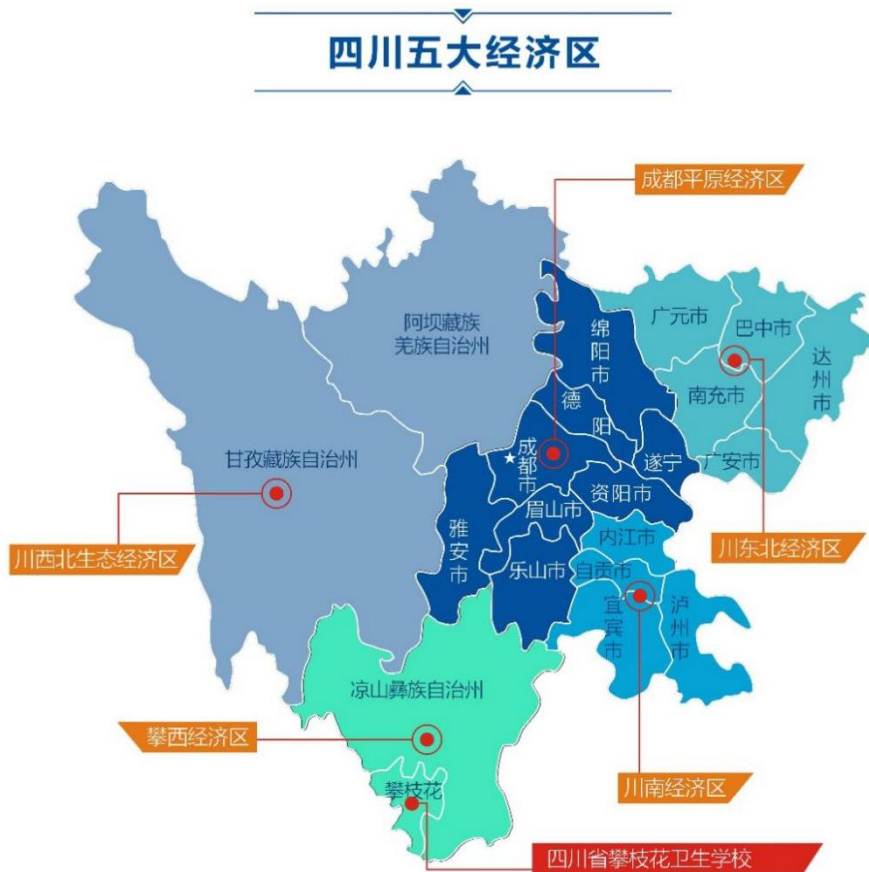 四川五大经济区
成都平原经济区
阿坝藏族
羌族自治州
绵阳市
广元市
巴中市
达州市
南充市
德阳
成都市
遂宁
广安市
甘孜藏族自治州
资阳市
眉山市
雅安市
川西北生态经济区
内江市
川东北经济区
乐山市
自贡市
宜宾市
泸州市
凉山彝族自治州
攀西经济区
攀枝花
川南经济区
四川省攀枝花卫生学校